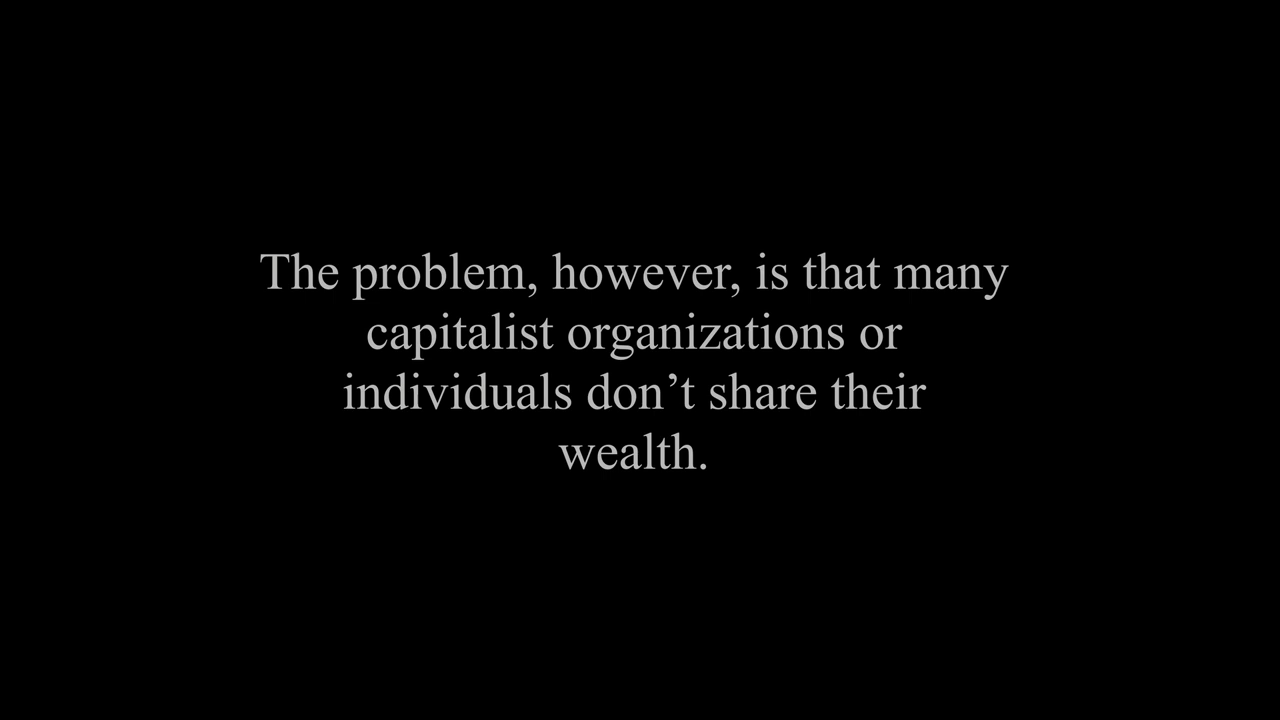 The problem, however, is that many
capitalist organizations or
individuals don’t share their
wealth.